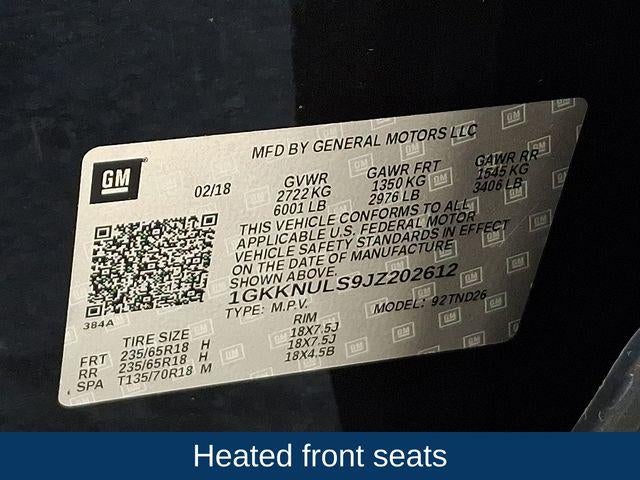 MFD BY GENERAL MOTORS LLC
GM
02/18
GVWR GAWR FRT GAWR RR
2722 KG 1350 KG 1545 KG
6001 LB 2976 LB 3406 LB
THIS VEHICLE CONFORMS TO ALL
APPLICABLE U.S. FEDERAL MOTOR
VEHICLE SAFETY STANDARDS IN EFFECT
ON THE DATE OF MANUFACTURE
SHOWN ABOVE.
1GKKNULS9JZ202612
TYPE: M.P.V. MODEL: 92TND26
384A
TIRE SIZE RIM
FRT 235/65R18 H 18X7.5J
RR 235/65R18 H 18X7.5J
SPA T135/70R18 M 18X4.5B
Heated front seats